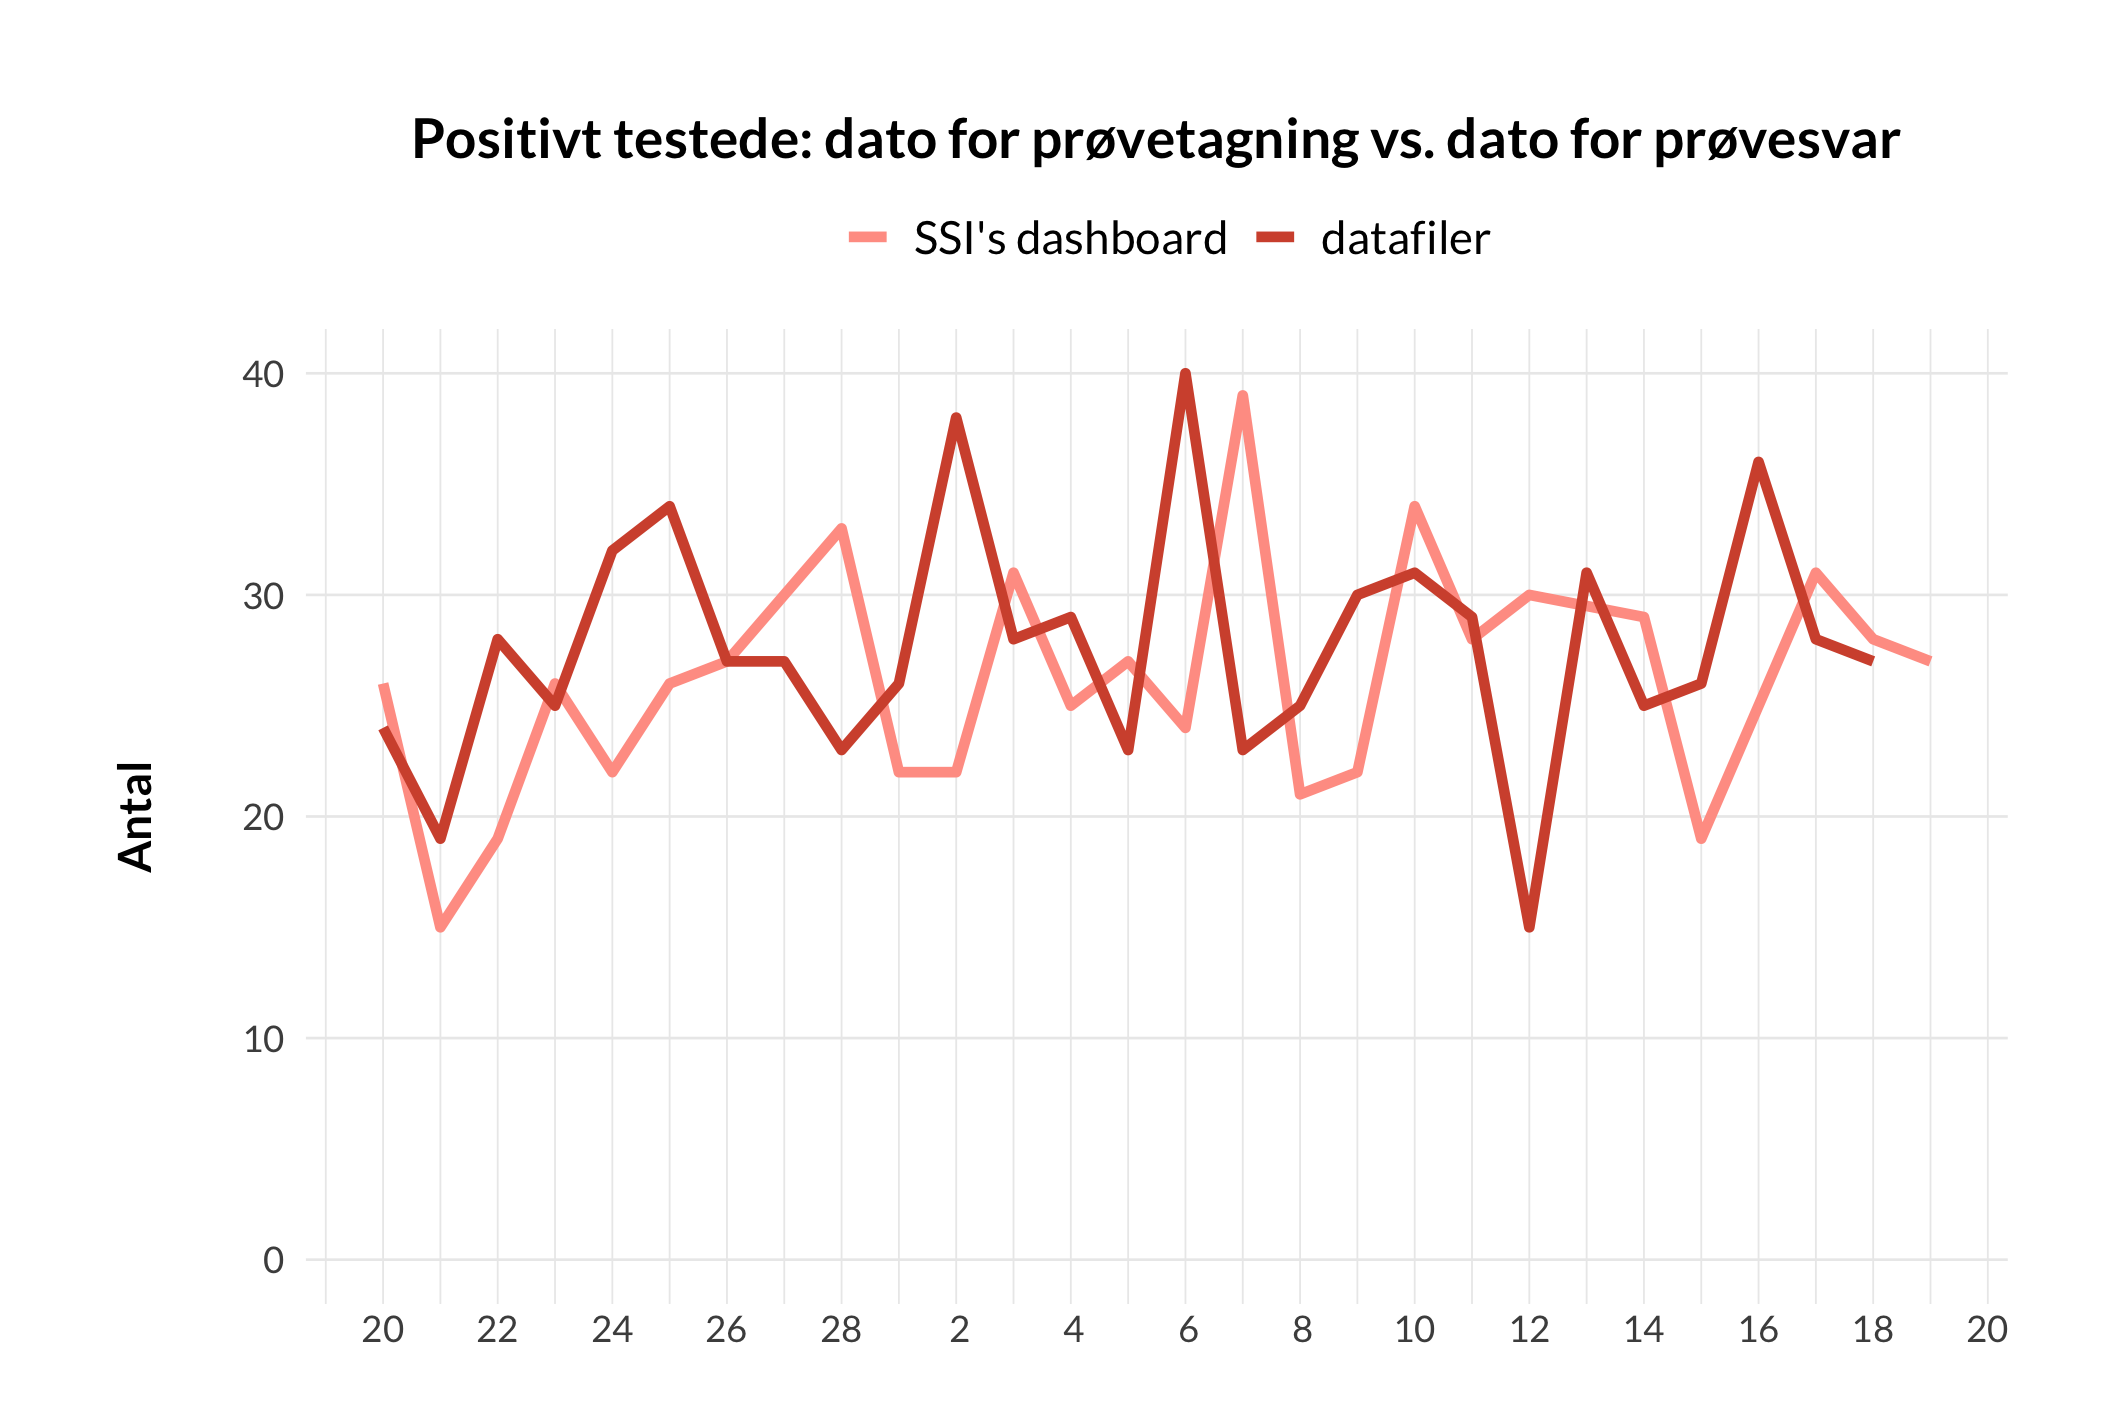 Positivt testede: dato for prøvetagning vs. dato for prøvesvar
SSI's dashboard datafiler
Antal
40
30
20
10
0
20 22 24 26 28 2 4 6 8 10 12 14 16 18 20